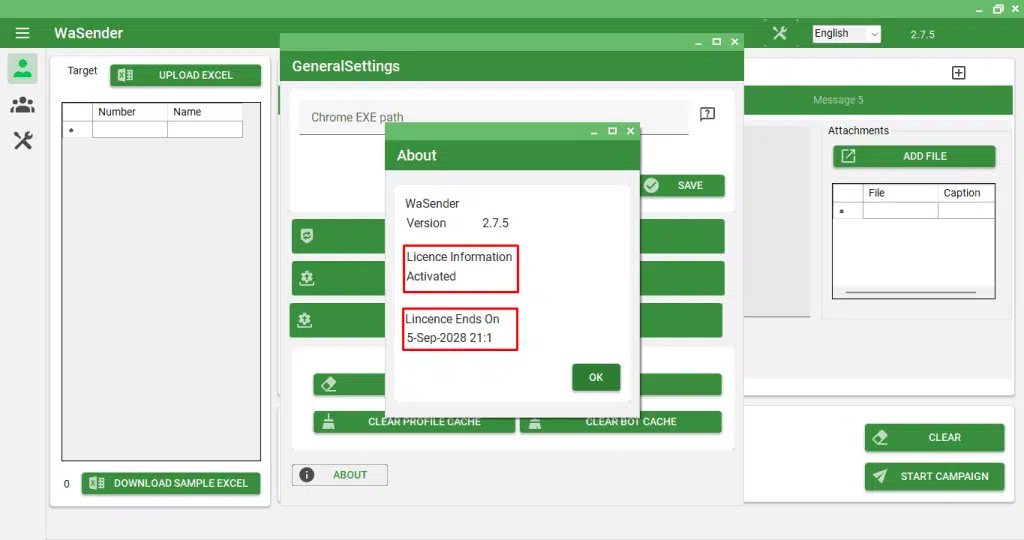 WaSender
English
2.7.5
Target
UPLOAD EXCEL
Number Name
*
0
DOWNLOAD SAMPLE EXCEL
GeneralSettings
Chrome EXE path
SAVE
CLEAR PROFILE CACHE
CLEAR BOT CACHE
ABOUT
About
WaSender
Version 2.7.5
Licence Information
Activated
Lincence Ends On
5-Sep-2028 21:1
OK
Message 5
Attachments
ADD FILE
File Caption
*
CLEAR
START CAMPAIGN